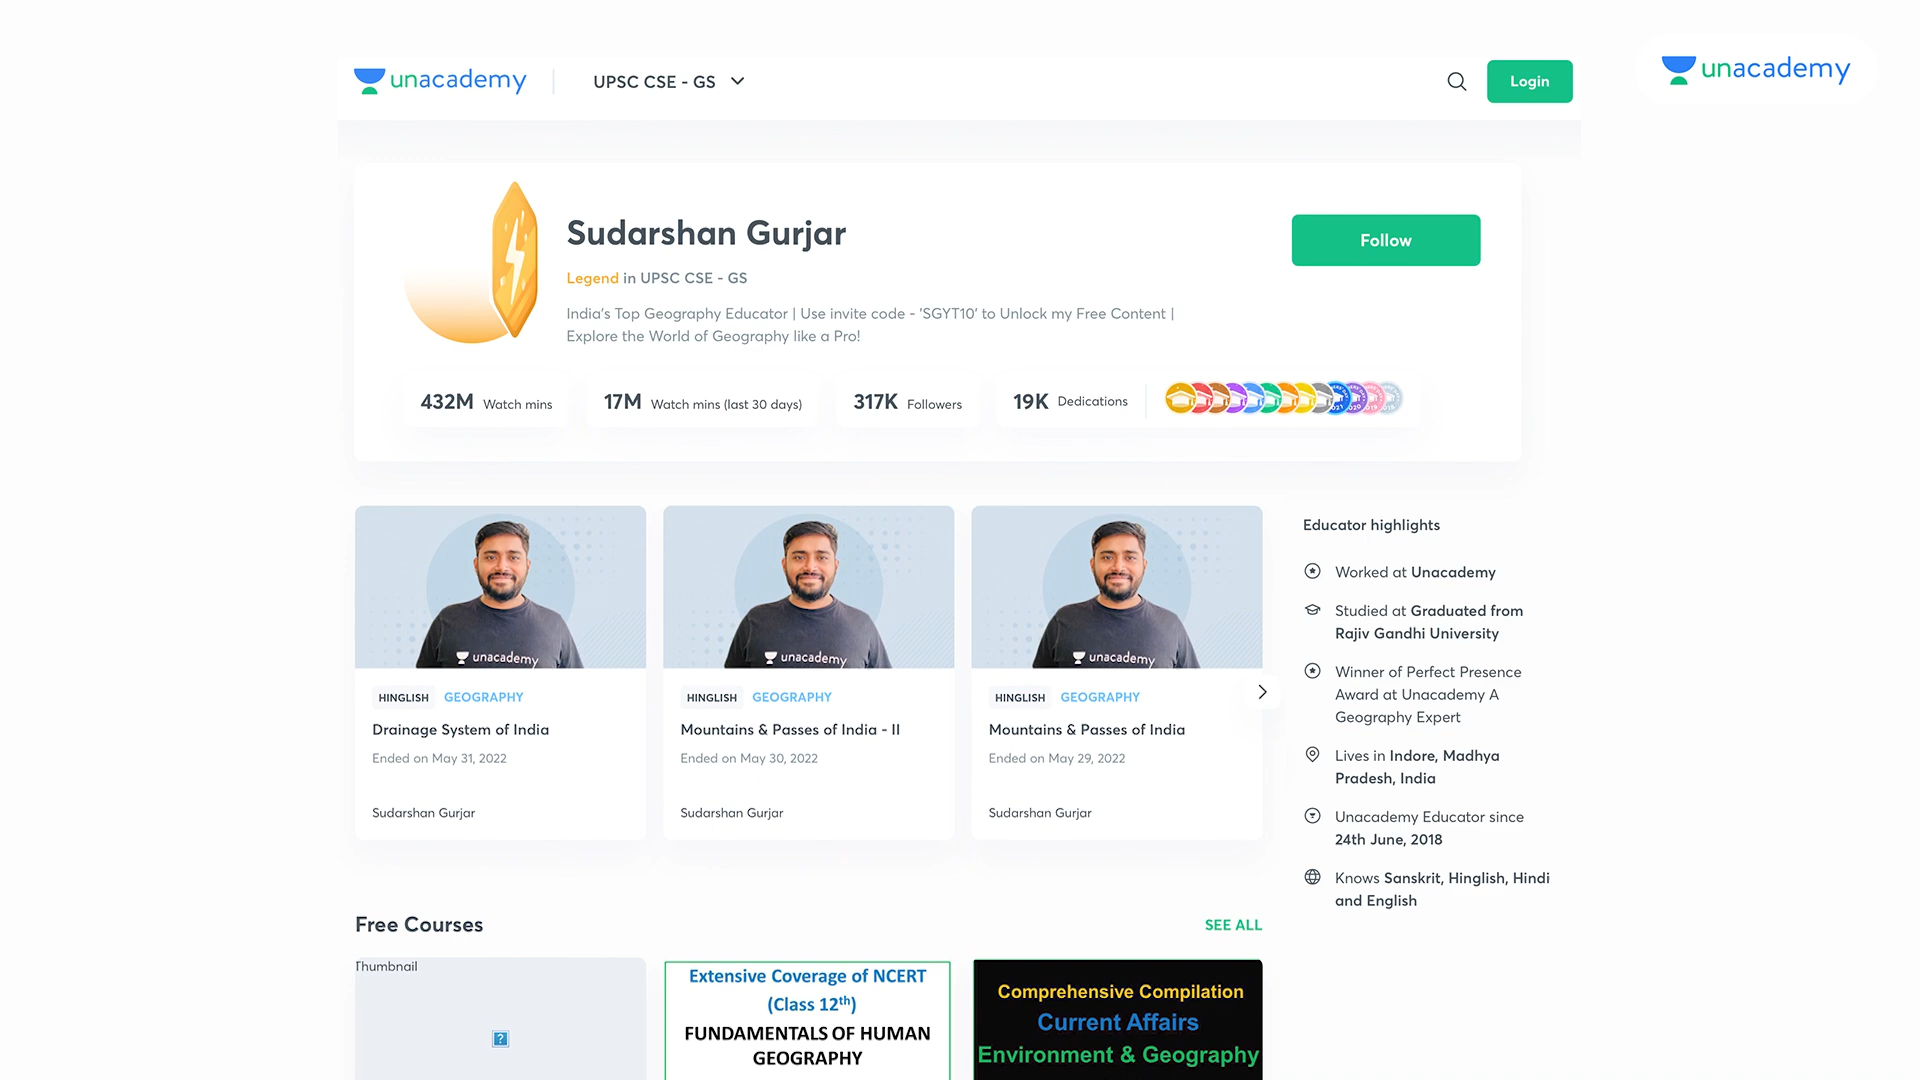 unacademy
UPSC CSE - GS
Login
unacademy
Sudarshan Gurjar
Follow
Legend in UPSC CSE - GS
India's Top Geography Educator | Use invite code - 'SGYT10' to Unlock my Free Content |
Explore the World of Geography like a Pro!
432M Watch mins
17M Watch mins (last 30 days)
317K Followers
19K Dedications
unacademy
HINGLISH GEOGRAPHY
Drainage System of India
Ended on May 31, 2022
Sudarshan Gurjar
unacademy
HINGLISH GEOGRAPHY
Mountains & Passes of India - II
Ended on May 30, 2022
Sudarshan Gurjar
unacademy
HINGLISH GEOGRAPHY
Mountains & Passes of India
Ended on May 29, 2022
Sudarshan Gurjar
Educator highlights
Worked at Unacademy
Studied at Graduated from
Rajiv Gandhi University
Winner of Perfect Presence
Award at Unacademy A
Geography Expert
Lives in Indore, Madhya
Pradesh, India
Unacademy Educator since
24th June, 2018
Knows Sanskrit, Hinglish, Hindi
and English
Free Courses
SEE ALL
Thumbnail
?
Extensive Coverage of NCERT
(Class 12th)
FUNDAMENTALS OF HUMAN
GEOGRAPHY
Comprehensive Compilation
Current Affairs
Environment & Geography